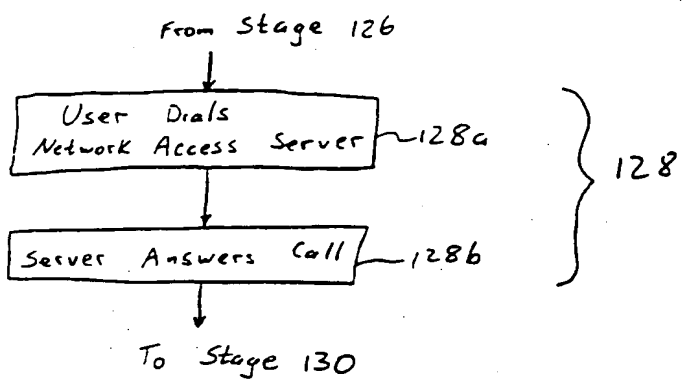 From Stage 126
User Dials
Network Access Server
128a
128
Server Answers Call
128b
To Stage 130